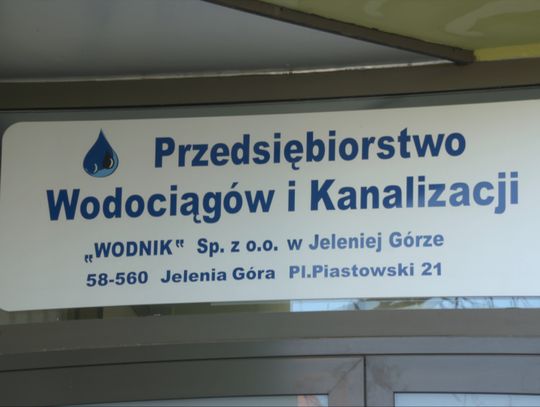 Przedsiębiorstwo
Wodociągów i Kanalizacji
„WODNIK“ Sp. z o.o. w Jeleniej Górze
58-560 Jelenia Góra Pl.Piastowski 21